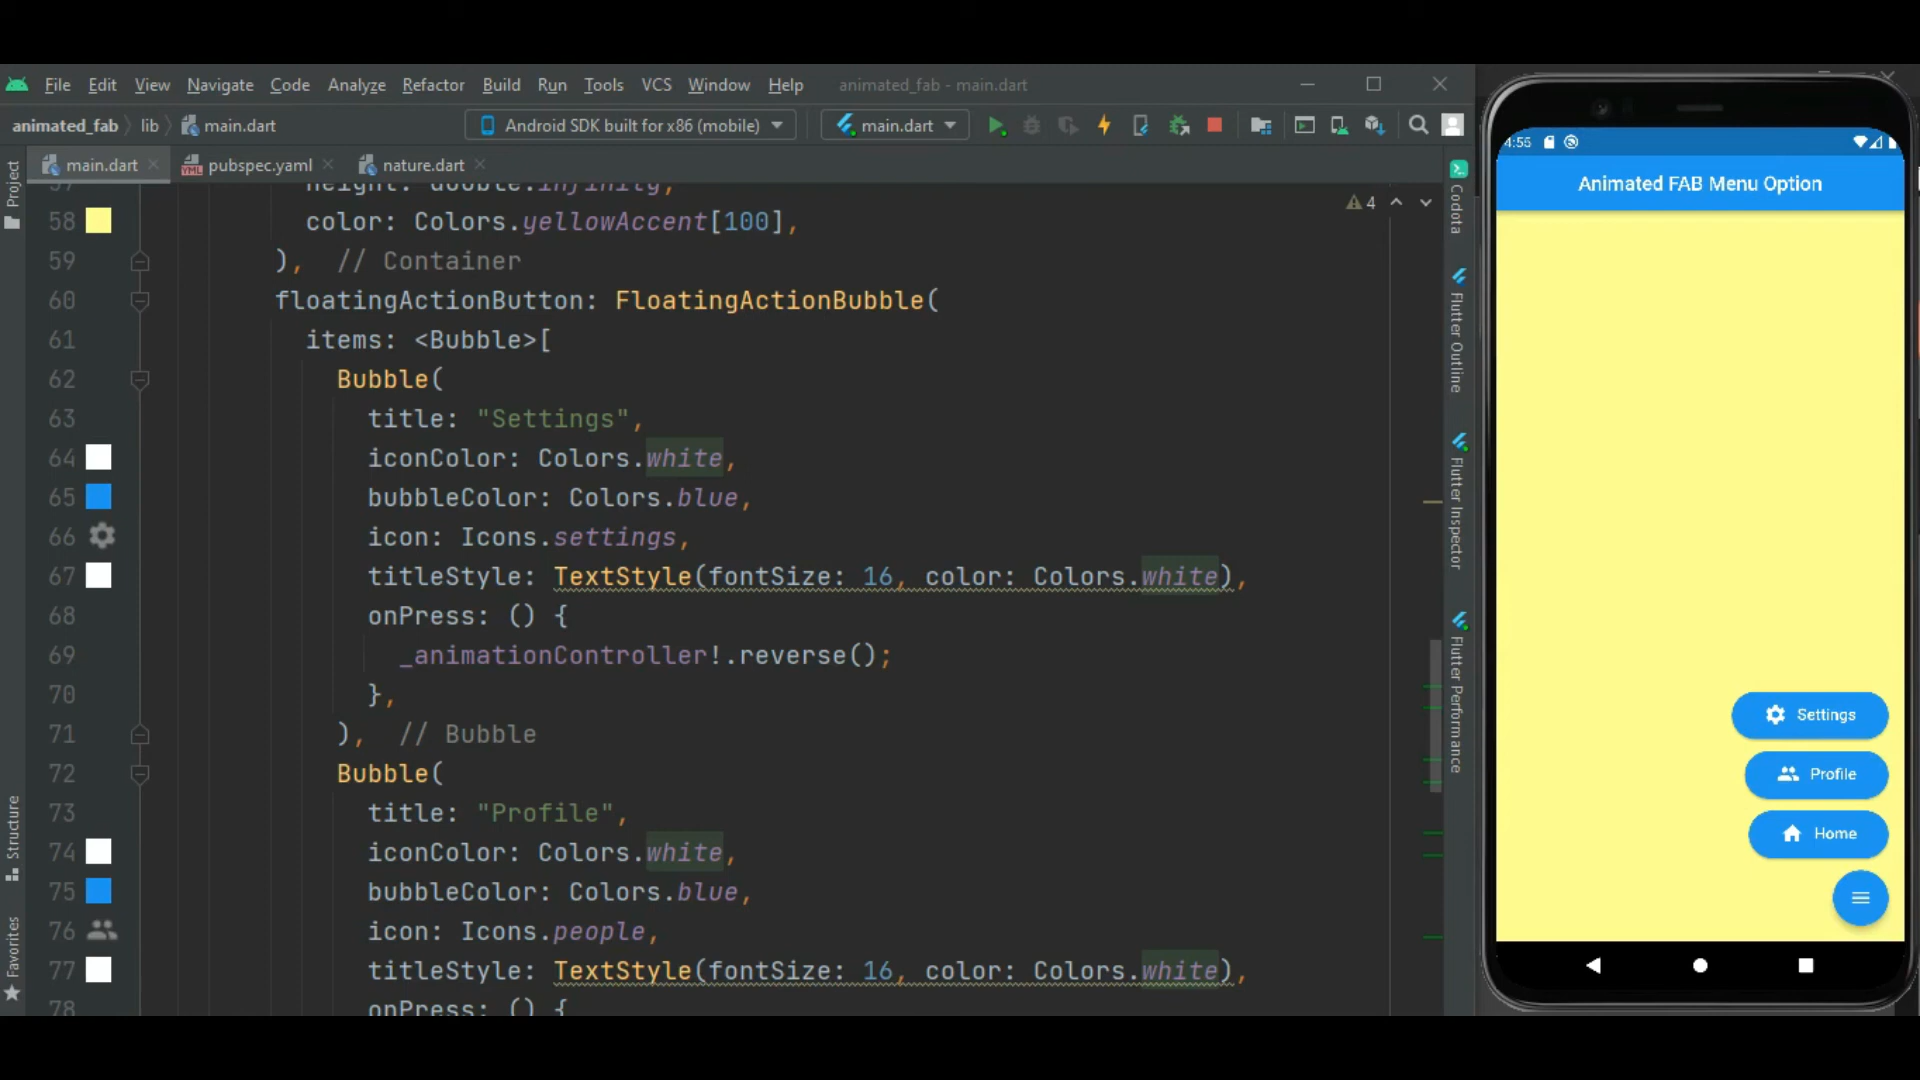 File Edit View Navigate Code Analyze Refactor Build Run Tools VCS Window Help animated_fab - main.dart
animated_fab lib main.dart Android SDK built for x86 (mobile) main.dart
main.dart pubspec.yaml nature.dart
Project
Structure
Favorites
57 height: double.infinity,
58 color: Colors.yellowAccent[100],
59 ), // Container
60 floatingActionButton: FloatingActionBubble(
61 items: <Bubble>[
62 Bubble(
63 title: "Settings",
64 iconColor: Colors.white,
65 bubbleColor: Colors.blue,
66 icon: Icons.settings,
67 titleStyle: TextStyle(fontSize: 16, color: Colors.white),
68 onPress: () {
69 _animationController!.reverse();
70 },
71 ), // Bubble
72 Bubble(
73 title: "Profile",
74 iconColor: Colors.white,
75 bubbleColor: Colors.blue,
76 icon: Icons.people,
77 titleStyle: TextStyle(fontSize: 16, color: Colors.white),
78 onPress: () {
4
Codota
Flutter Outline
Flutter Inspector
Flutter Performance
4:55
Animated FAB Menu Option
Settings
Profile
Home